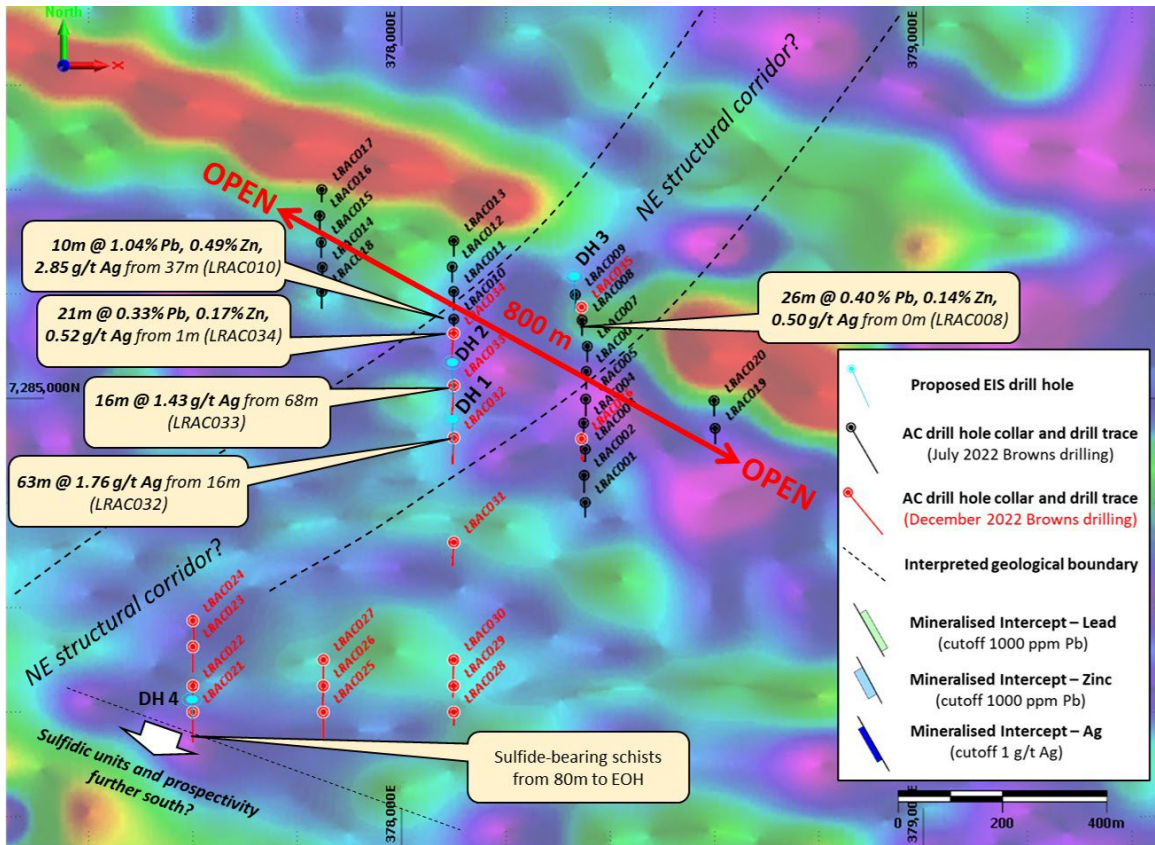 North
X
378,000E
379,000E
NE structural corridor?
NE structural corridor?
LRAC017
LRAC016
LRAC015
LRAC014
LRAC018
OPEN
LRAC013
LRAC012
LRAC011
LRAC010
LRAC034
DH 2
LRAC033
DH 1
LRAC032
DH 3
LRAC009
LRAC035
LRAC008
LRAC007
LRAC005
LRAC004
LRAC002
LRAC001
800 m
LRAC020
LRAC019
OPEN
10m @ 1.04% Pb, 0.49% Zn,
2.85 g/t Ag from 37m (LRAC010)
21m @ 0.33% Pb, 0.17% Zn,
0.52 g/t Ag from 1m (LRAC034)
26m @ 0.40 % Pb, 0.14% Zn,
0.50 g/t Ag from 0m (LRAC008)
7,285,000N
16m @ 1.43 g/t Ag from 68m
(LRAC033)
63m @ 1.76 g/t Ag from 16m
(LRAC032)
LRAC031
NE structural corridor?
LRAC024
LRAC023
LRAC022
LRAC021
DH 4
LRAC027
LRAC026
LRAC025
LRAC030
LRAC029
LRAC028
Sulfidic units and prospectivity
further south?
Sulfide-bearing schists
from 80m to EOH
378,000E
379,000E
Proposed EIS drill hole
AC drill hole collar and drill trace
(July 2022 Browns drilling)
AC drill hole collar and drill trace
(December 2022 Browns drilling)
Interpreted geological boundary
Mineralised Intercept – Lead
(cutoff 1000 ppm Pb)
Mineralised Intercept – Zinc
(cutoff 1000 ppm Pb)
Mineralised Intercept – Ag
(cutoff 1 g/t Ag)
0
200
400m